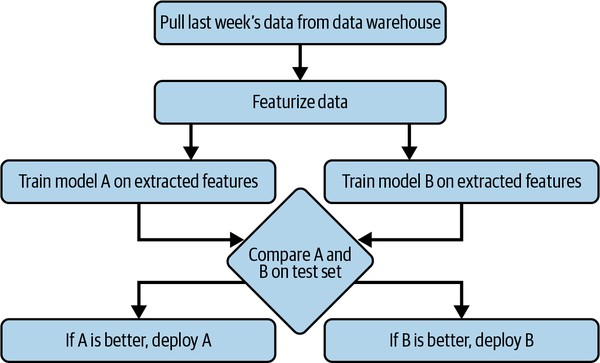 Pull last week's data from data warehouse
Featurize data
Train model A on extracted features
Train model B on extracted features
Compare A and
B on test set
If A is better, deploy A
If B is better, deploy B